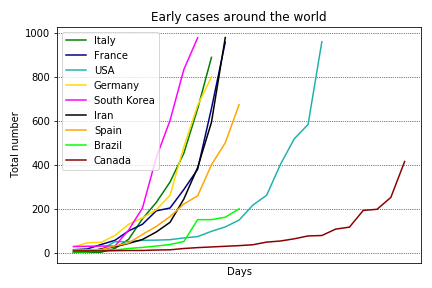 Early cases around the world
1000
800
600
400
200
0
Total number
Italy
France
USA
Germany
South Korea
Iran
Spain
Brazil
Canada
Days